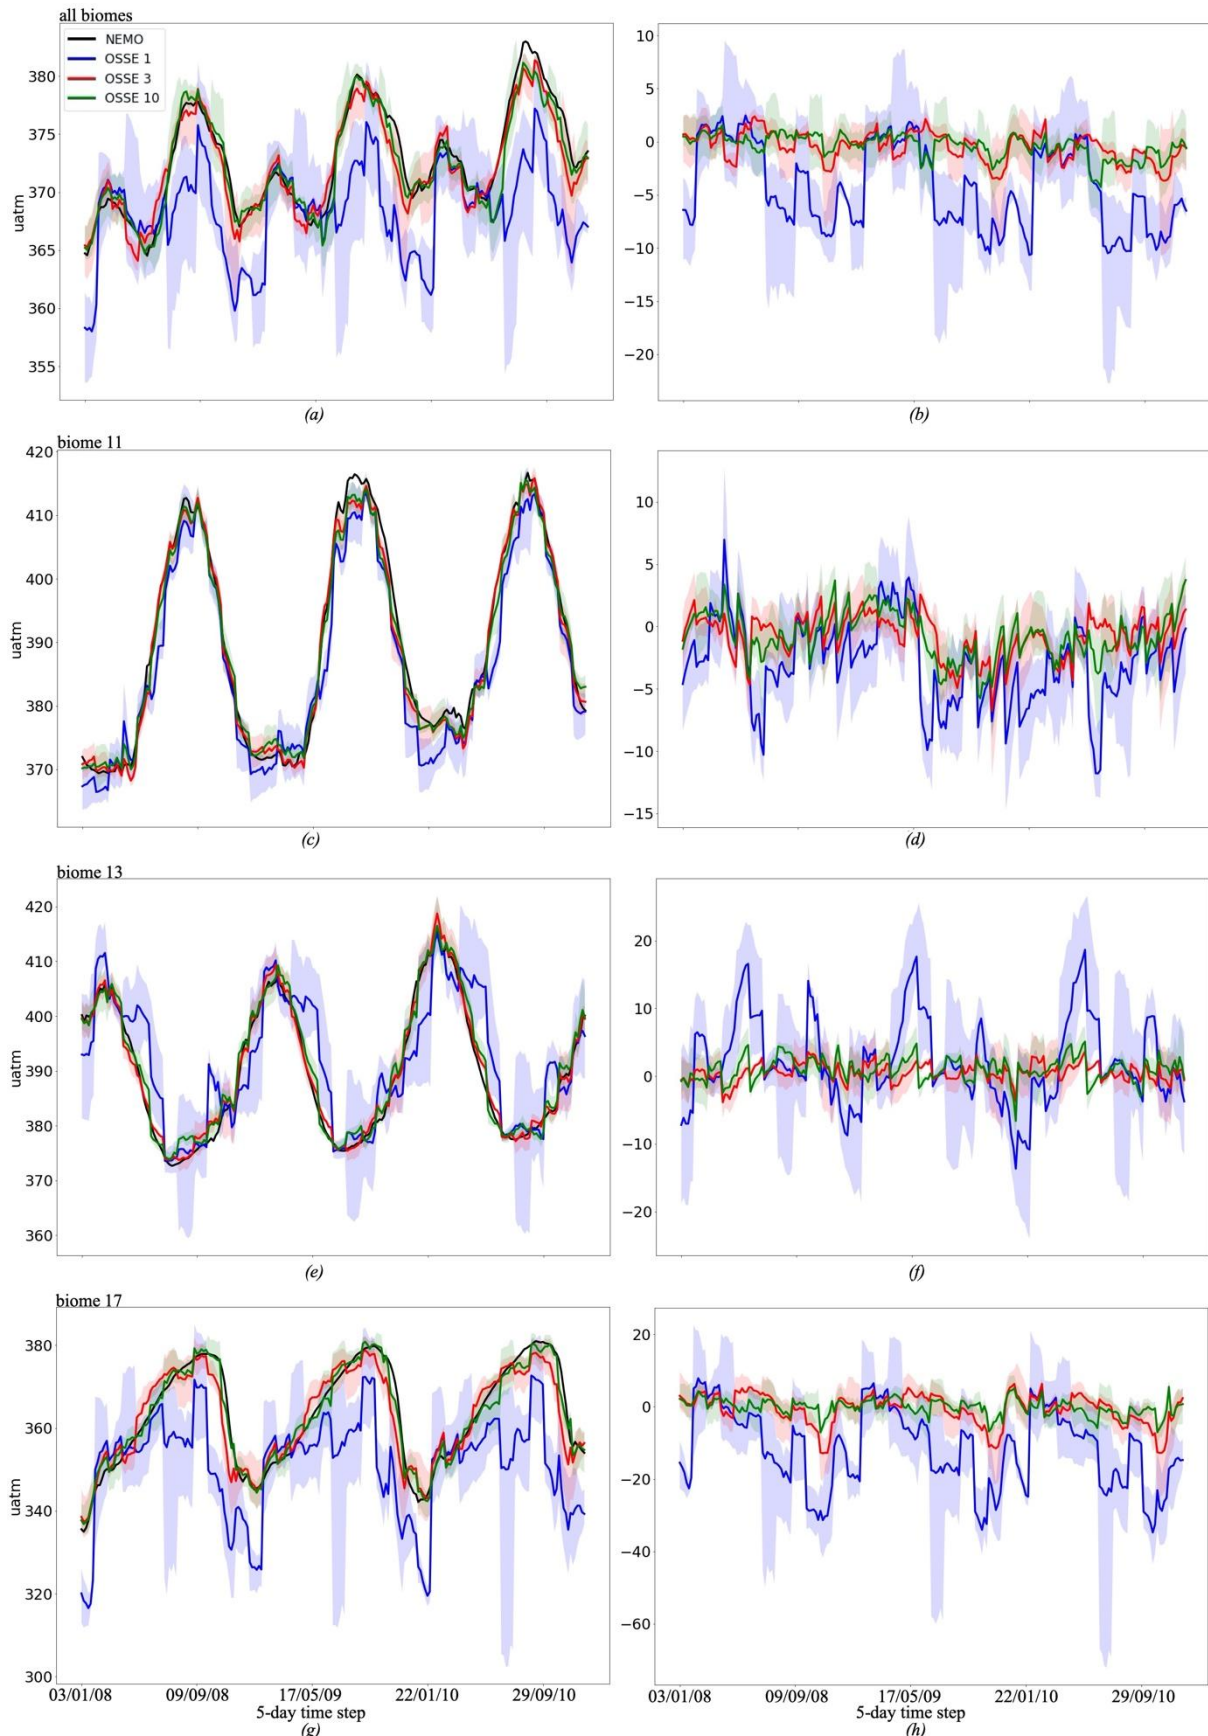 all biomes
NEMO
OSSE 1
OSSE 3
OSSE 10
uatm
380
375
370
365
360
355
(a)
10
5
0
−5
−10
−15
−20
(b)
biome 11
uatm
420
410
400
390
380
370
(c)
10
5
0
−5
−10
−15
(d)
biome 13
uatm
420
410
400
390
380
370
360
(e)
20
10
0
−10
−20
(f)
biome 17
uatm
380
360
340
320
300
03/01/08 09/09/08 17/05/09 22/01/10 29/09/10
5-day time step
(g)
20
0
−20
−40
−60
03/01/08 09/09/08 17/05/09 22/01/10 29/09/10
5-day time step
(h)